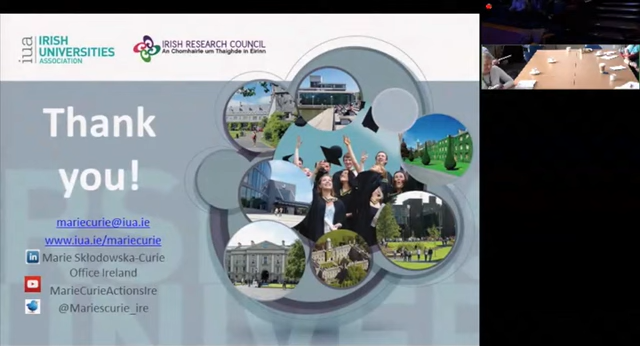 iua
IRISH
UNIVERSITIES
ASSOCIATION
IRISH RESEARCH COUNCIL
An Chomhairle um Thaighde in Éirinn
Thank
you!
mariecurie@iua.ie
www.iua.ie/mariecurie
Marie Skłodowska-Curie
Office Ireland
MarieCurieActionsIre
@Mariescurie_ire